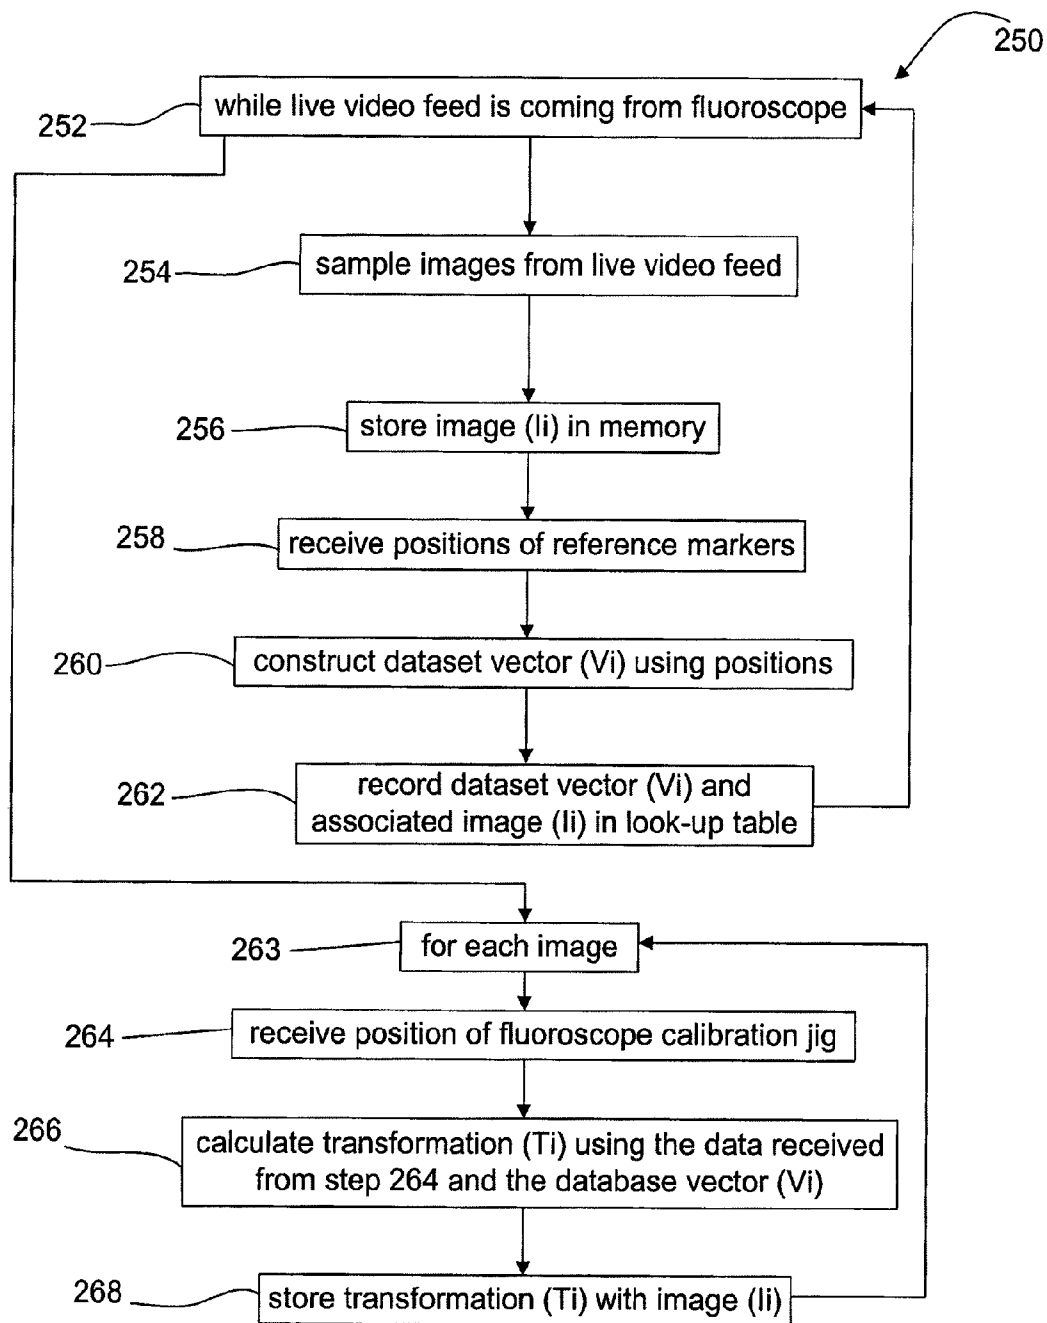 250
252
while live video feed is coming from fluoroscope
254
sample images from live video feed
256
store image (Ii) in memory
258
receive positions of reference markers
260
construct dataset vector (Vi) using positions
262
record dataset vector (Vi) and
associated image (Ii) in look-up table
263
for each image
264
receive position of fluoroscope calibration jig
266
calculate transformation (Ti) using the data received
from step 264 and the database vector (Vi)
268
store transformation (Ti) with image (Ii)